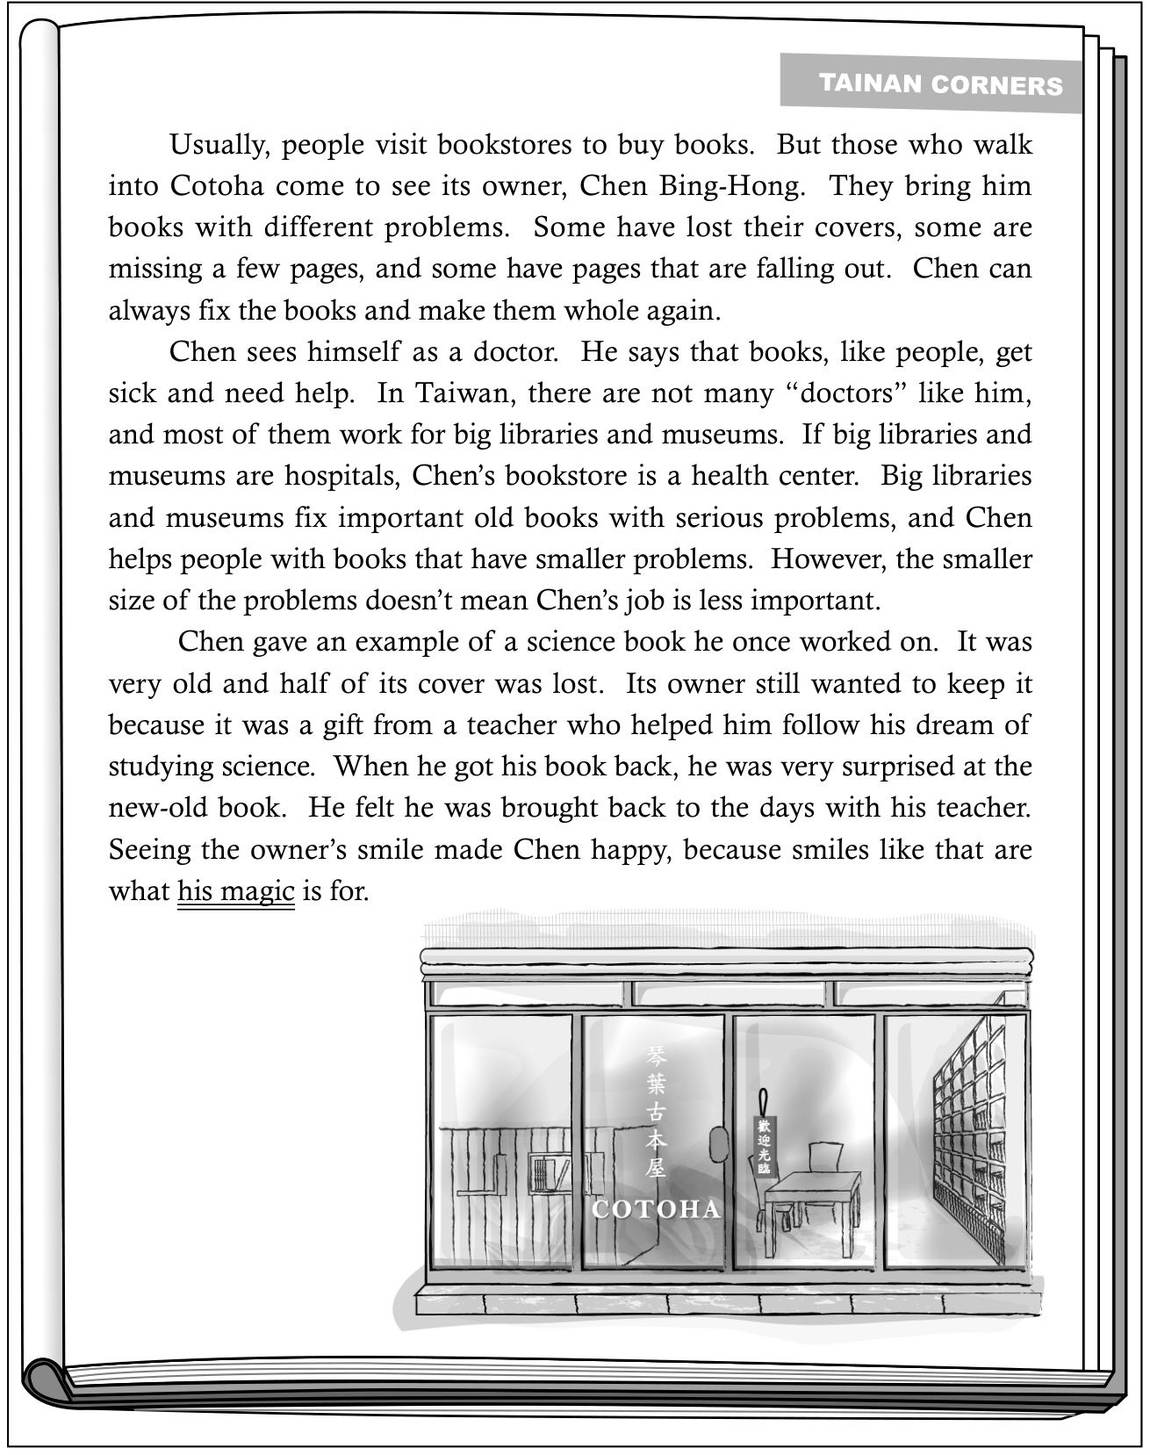 TAINAN CORNERS
Usually, people visit bookstores to buy books. But those who walk
into Cotoha come to see its owner, Chen Bing-Hong. They bring him
books with different problems. Some have lost their covers, some are
missing a few pages, and some have pages that are falling out. Chen can
always fix the books and make them whole again.
Chen sees himself as a doctor. He says that books, like people, get
sick and need help. In Taiwan, there are not many “doctors” like him,
and most of them work for big libraries and museums. If big libraries and
museums are hospitals, Chen’s bookstore is a health center. Big libraries
and museums fix important old books with serious problems, and Chen
helps people with books that have smaller problems. However, the smaller
size of the problems doesn’t mean Chen’s job is less important.
Chen gave an example of a science book he once worked on. It was
very old and half of its cover was lost. Its owner still wanted to keep it
because it was a gift from a teacher who helped him follow his dream of
studying science. When he got his book back, he was very surprised at the
new-old book. He felt he was brought back to the days with his teacher.
Seeing the owner’s smile made Chen happy, because smiles like that are
what his magic is for.
琴葉古本屋
COTOHA
歡迎光臨